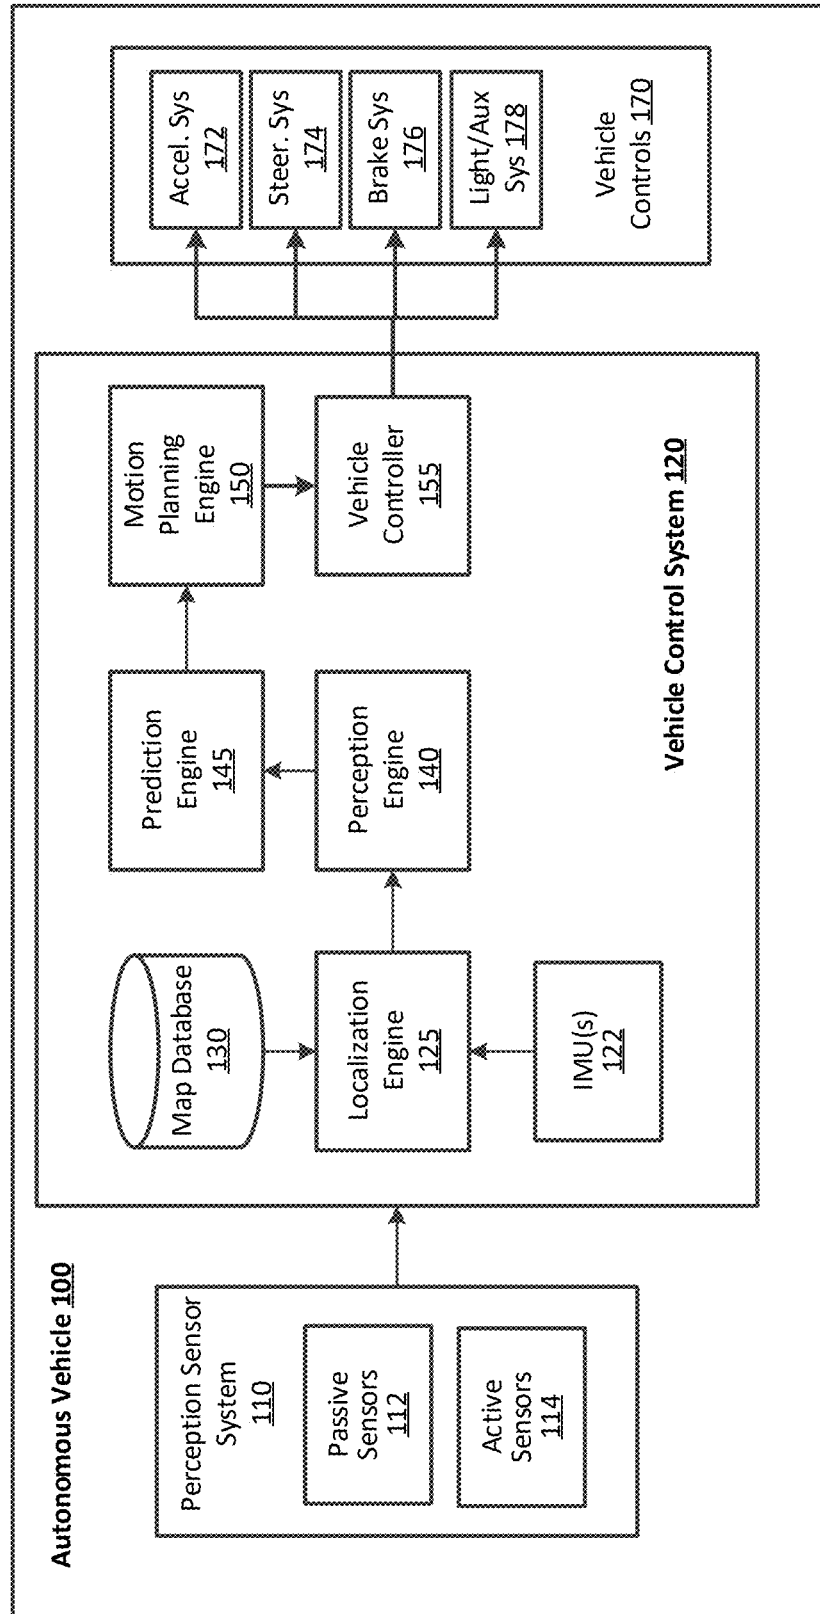 Autonomous Vehicle 100
Perception Sensor
System
110
Passive
Sensors
112
Active
Sensors
114
Map Database
130
Localization
Engine
125
IMU(s)
122
Prediction
Engine
145
Perception
Engine
140
Motion
Planning
Engine
150
Vehicle
Controller
155
Vehicle Control System 120
Accel. Sys
172
Steer. Sys
174
Brake Sys
176
Light/Aux
Sys 178
Vehicle
Controls 170